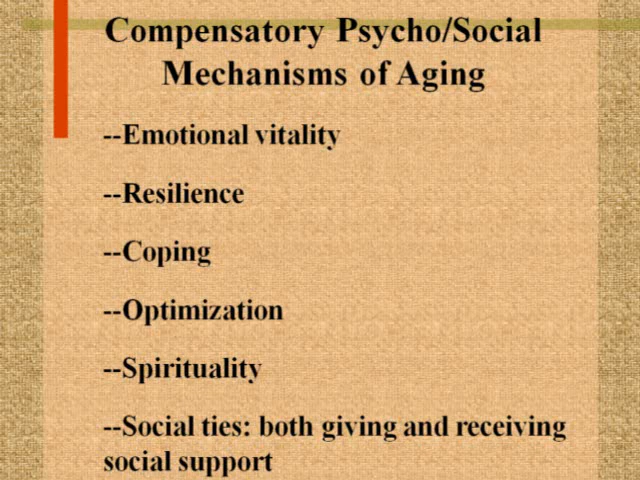 Compensatory Psycho/Social
Mechanisms of Aging
--Emotional vitality
--Resilience
--Coping
--Optimization
--Spirituality
--Social ties: both giving and receiving
social support